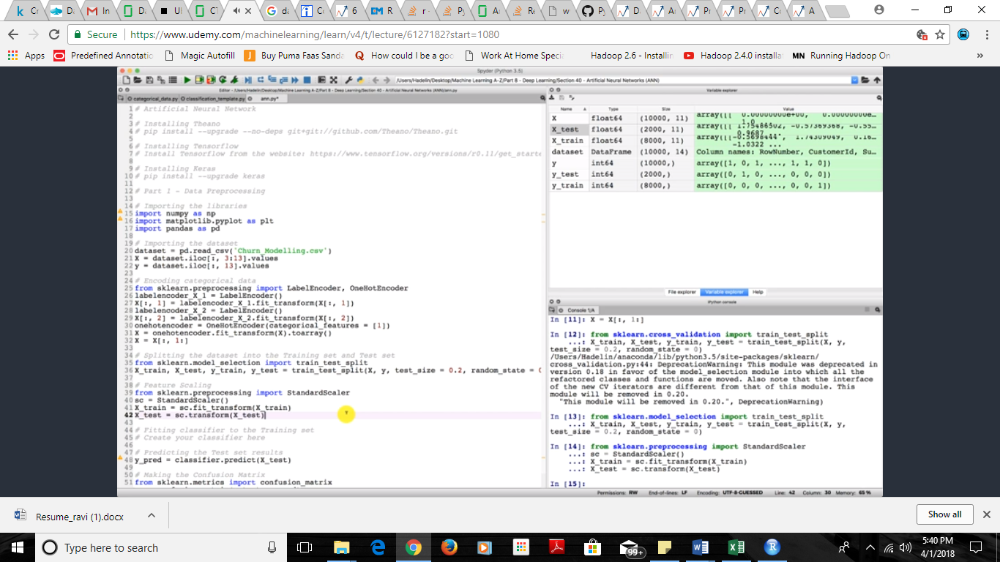 Cr
Da
In
Da
Ul
CT
da
Co
6
R
r -
Py
Ar
Re
w
Py
D
Ar
Pr
Pr
Co
A
Secure
https://www.udemy.com/machinelearning/learn/v4/t/lecture/6127182?start=1080
Apps
Predefined Annotatio
Magic Autofill
Buy Puma Faas Sanda
How could I be a goo
Work At Home Specia
Hadoop 2.6 - Installin
Hadoop 2.4.0 installa
MN Running Hadoop On
»
Spyder (Python 3.5)
/Users/Hadelin/Desktop/Machine Learning A-Z/Part 8 - Deep Learning/Section 40 - Artificial Neural Networks (ANN)
Editor - /Users/Hadelin/Desktop/Machine Learning A-Z/Part 8 - Deep Learning/Section 40 - Artificial Neural Networks (ANN)/ann.py
categorical_data.py
classification_template.py
ann.py*
1 # Artificial Neural Network
2
3 # Installing Theano
4 # pip install --upgrade --no-deps git+git://github.com/Theano/Theano.git
5
6 # Installing Tensorflow
7 # Install Tensorflow from the website: https://www.tensorflow.org/versions/r0.11/get_starte
8
9 # Installing Keras
10 # pip install --upgrade keras
11
12 # Part 1 - Data Preprocessing
13
14 # Importing the libraries
15 import numpy as np
16 import matplotlib.pyplot as plt
17 import pandas as pd
18
19 # Importing the dataset
20 dataset = pd.read_csv('Churn_Modelling.csv')
21 X = dataset.iloc[:, 3:13].values
22 y = dataset.iloc[:, 13].values
23
24 # Encoding categorical data
25 from sklearn.preprocessing import LabelEncoder, OneHotEncoder
26 labelencoder_X_1 = LabelEncoder()
27 X[:, 1] = labelencoder_X_1.fit_transform(X[:, 1])
28 labelencoder_X_2 = LabelEncoder()
29 X[:, 2] = labelencoder_X_2.fit_transform(X[:, 2])
30 onehotencoder = OneHotEncoder(categorical_features = [1])
31 X = onehotencoder.fit_transform(X).toarray()
32 X = X[:, 1:]
33
34 # Splitting the dataset into the Training set and Test set
35 from sklearn.model_selection import train_test_split
36 X_train, X_test, y_train, y_test = train_test_split(X, y, test_size = 0.2, random_state = 0
37
38 # Feature Scaling
39 from sklearn.preprocessing import StandardScaler
40 sc = StandardScaler()
41 X_train = sc.fit_transform(X_train)
42 X_test = sc.transform(X_test)
43
44 # Fitting classifier to the Training set
45 # Create your classifier here
46
47 # Predicting the Test set results
48 y_pred = classifier.predict(X_test)
49
50 # Making the Confusion Matrix
51 from sklearn.metrics import confusion_matrix
Variable explorer
Name Type Size Value
X float64 (10000, 11) array([[ 0.00000000e+00, 0.00000000e…
1.0
X_test float64 (2000, 11) array([[ 1.75486502, -0.57369368, -0.55…
0.9687
X_train float64 (8000, 11) array([[-0.5698444 , 1.74309049, 0.16…
-1.0322 ...
dataset DataFrame (10000, 14) Column names: RowNumber, CustomerId, Su…
y int64 (10000,) array([1, 0, 1, ..., 1, 1, 0])
y_test int64 (2000,) array([0, 1, 0, ..., 0, 0, 0])
y_train int64 (8000,) array([0, 0, 0, ..., 0, 0, 1])
File explorer Variable explorer Help
IPython console
Console 1/A
In [11]: X = X[:, 1:]
In [12]: from sklearn.cross_validation import train_test_split
...: X_train, X_test, y_train, y_test = train_test_split(X, y,
test_size = 0.2, random_state = 0)
/Users/Hadelin/anaconda/lib/python3.5/site-packages/sklearn/
cross_validation.py:44: DeprecationWarning: This module was deprecated in
version 0.18 in favor of the model_selection module into which all the
refactored classes and functions are moved. Also note that the interface
of the new CV iterators are different from that of this module. This
module will be removed in 0.20.
"This module will be removed in 0.20.", DeprecationWarning)
In [13]: from sklearn.model_selection import train_test_split
...: X_train, X_test, y_train, y_test = train_test_split(X, y,
test_size = 0.2, random_state = 0)
In [14]: from sklearn.preprocessing import StandardScaler
...: sc = StandardScaler()
...: X_train = sc.fit_transform(X_train)
...: X_test = sc.transform(X_test)
In [15]:
Permissions: RW End-of-lines: LF Encoding: UTF-8-GUESSED Line: 42 Column: 30 Memory: 65 %
Resume_ravi (1).docx
Show all
Type here to search
99+
5:40 PM
4/1/2018